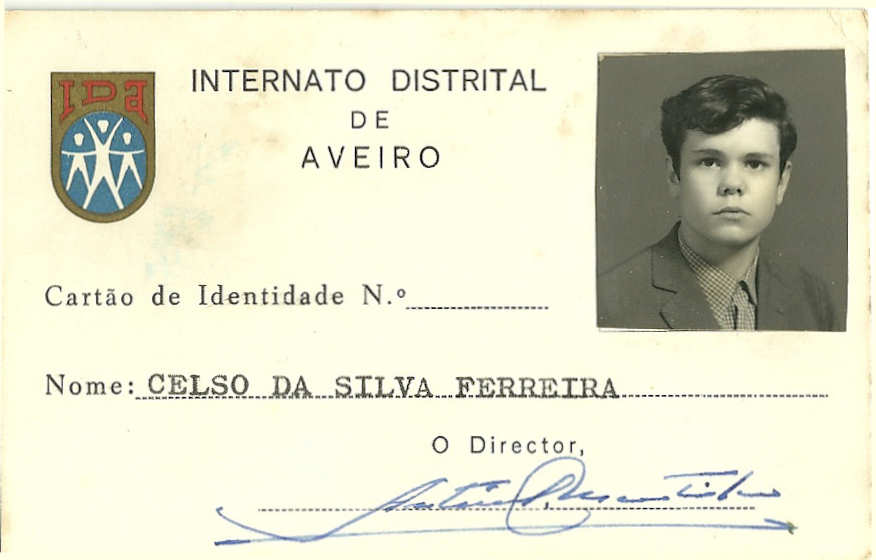 IDA
INTERNATO DISTRITAL
DE
AVEIRO
Cartão de Identidade N.º
Nome: CELSO DA SILVA FERREIRA
O Director,